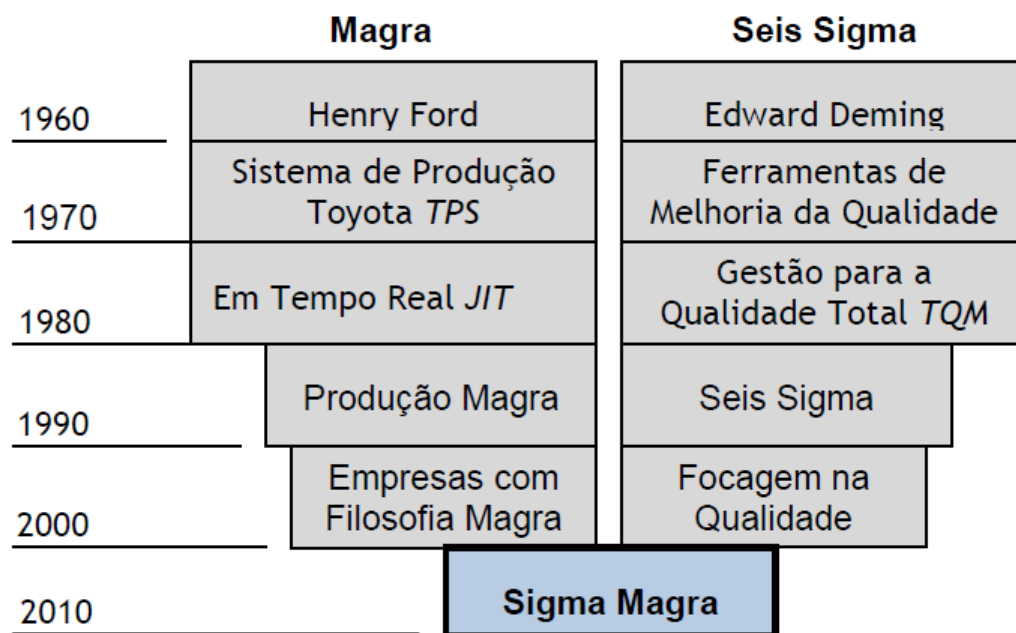 Magra Seis Sigma
1960 Henry Ford Edward Deming
Sistema de Produção Ferramentas de
1970 Toyota TPS Melhoria da Qualidade
Gestão para a
Em Tempo Real JIT
1980 Qualidade Total TQM
Produção Magra Seis Sigma
1990
Empresas com Focagem na
2000 Filosofia Magra Qualidade
Sigma Magra
2010